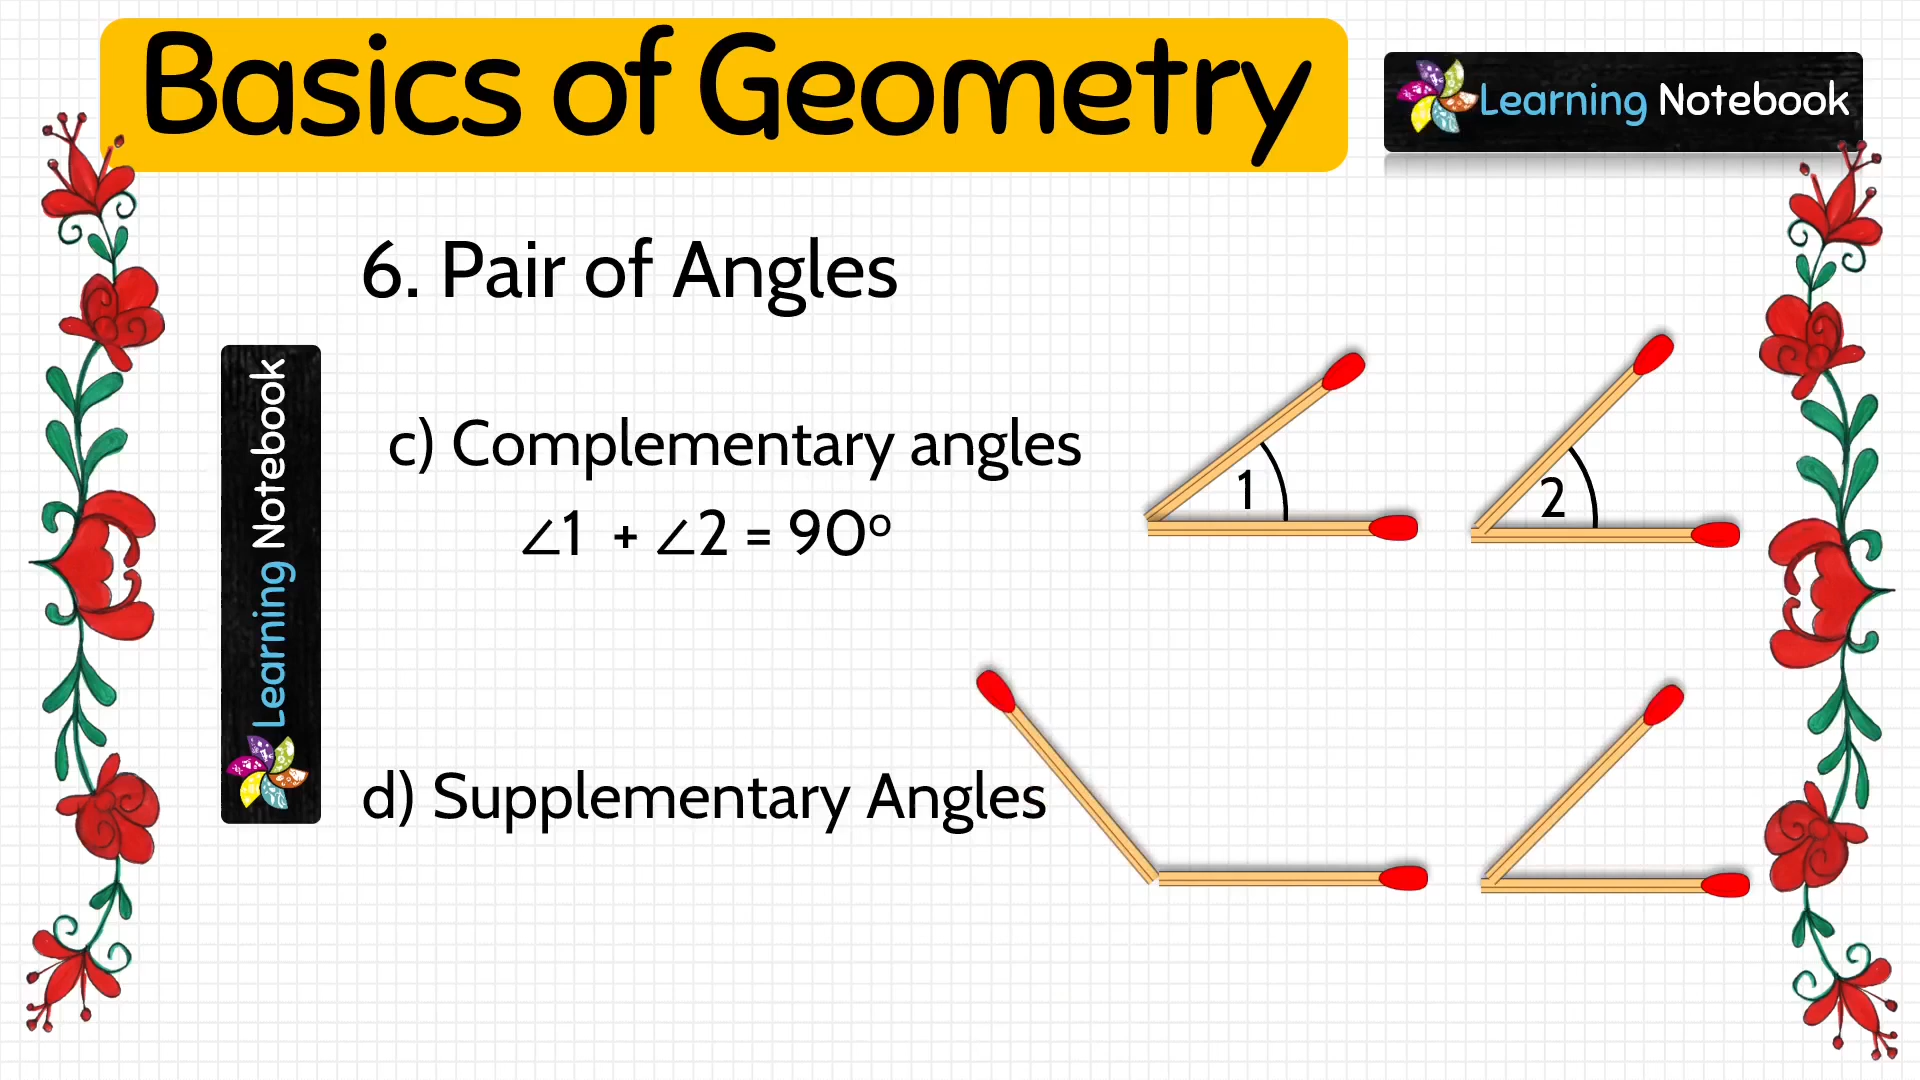 Basics of Geometry
Learning Notebook
6. Pair of Angles
Learning Notebook
c) Complementary angles
∠1 + ∠2 = 90º
1
2
d) Supplementary Angles